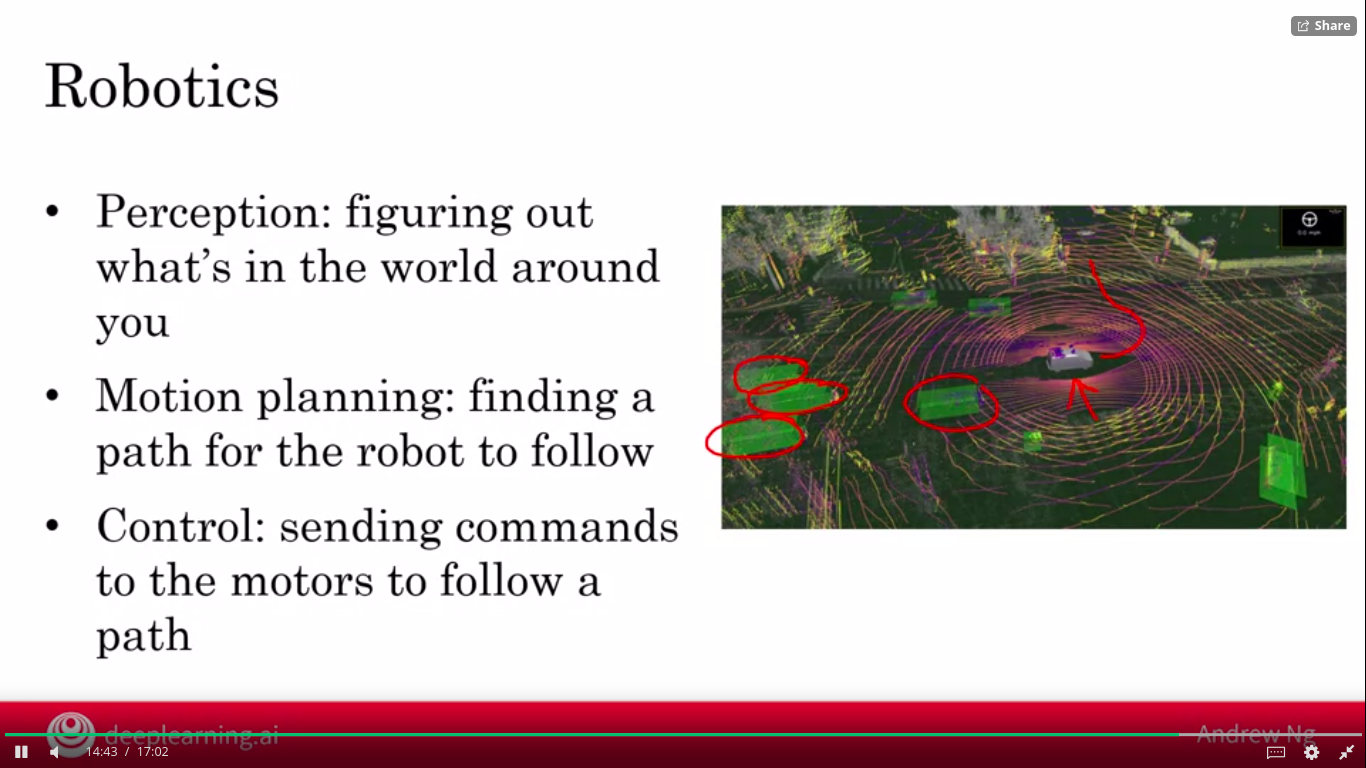 Share
Robotics
• Perception: figuring out
what's in the world around
you
• Motion planning: finding a
path for the robot to follow
• Control: sending commands
to the motors to follow a
path
0.0 mph
deeplearning.ai
Andrew Ng
14:43 / 17:02